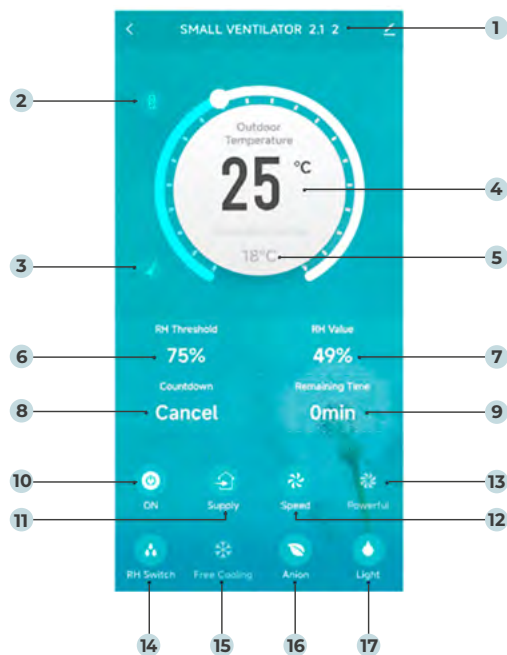 SMALL VENTILATOR 2.1 2
1
2
Outdoor
Temperature
25 °C
4
18°C
5
3
RH Threshold
RH Value
6
75%
49%
7
Countdown
Remaining Time
8
Cancel
0min
9
10
13
ON
Supply
Speed
Powerful
11
12
RH Switch
Free Cooling
Anion
Light
14
15
16
17